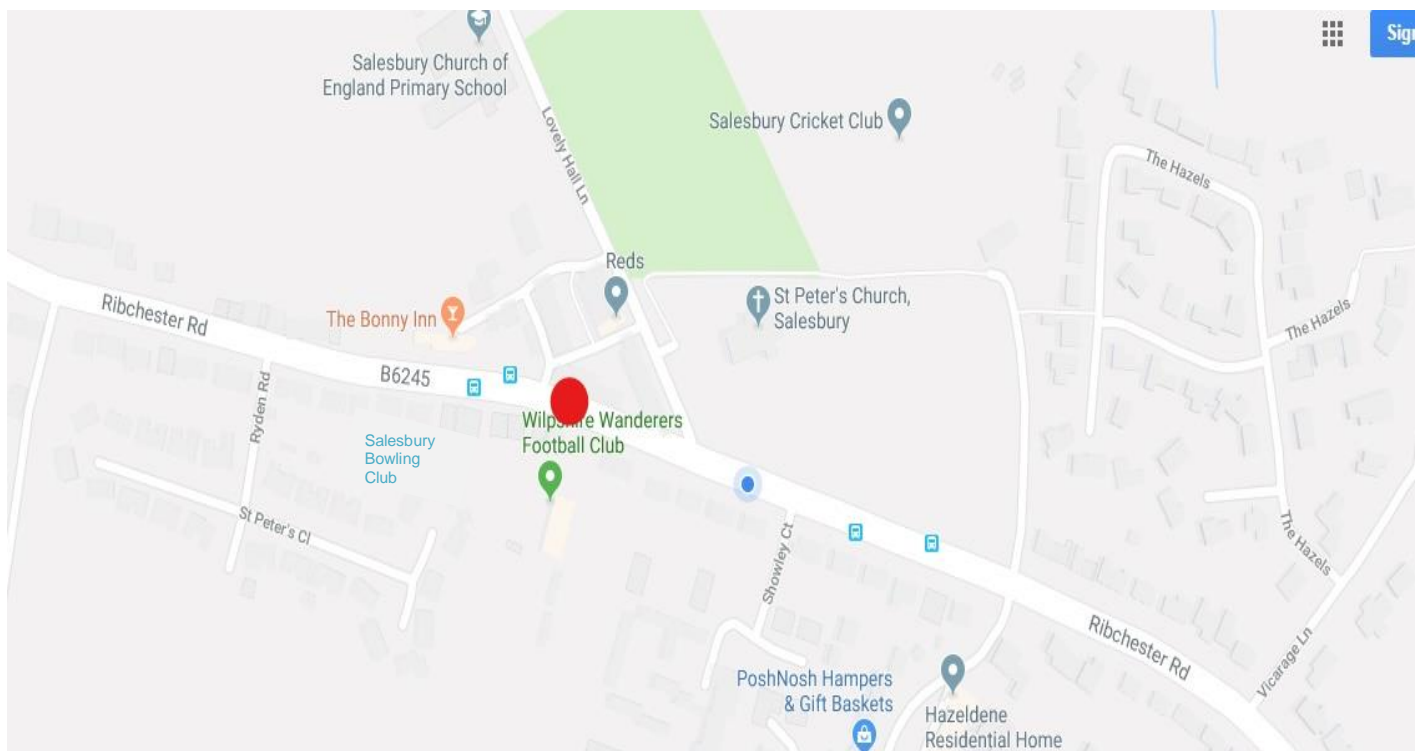 Sign
Salesbury Church of
England Primary School
Lovely Hall Ln
Salesbury Cricket Club
The Hazels
Reds
St Peter's Church,
Salesbury
The Bonny Inn
Ribchester Rd
B6245
The Hazels
Ryden Rd
Wilpshire Wanderers
Football Club
Salesbury
Bowling
Club
St Peter's Cl
Showley Ct
The Hazels
Ribchester Rd
Vicarage Ln
PoshNosh Hampers
& Gift Baskets
Hazeldene
Residential Home